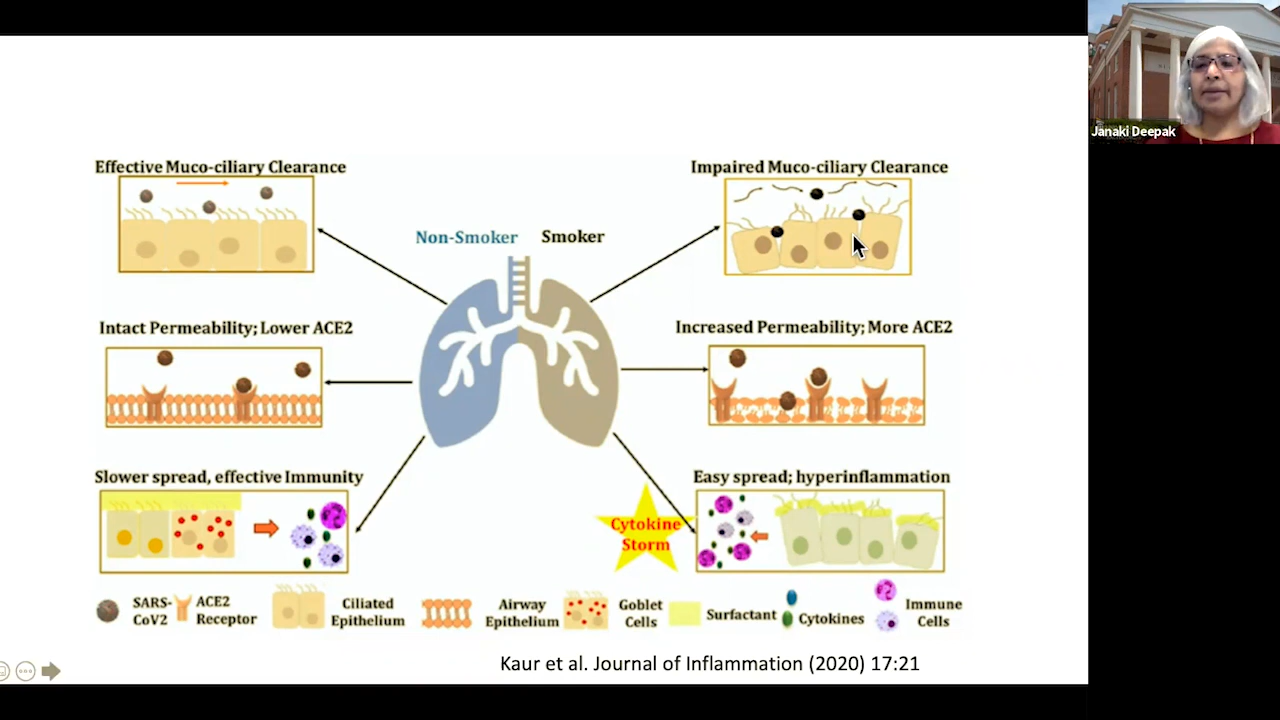 Janaki Deepak
Effective Muco-ciliary Clearance
Impaired Muco-ciliary Clearance
Non-Smoker
Smoker
Intact Permeability; Lower ACE2
Increased Permeability; More ACE2
Slower spread, effective Immunity
Easy spread; hyperinflammation
Cytokine
Storm
SARS-
CoV2
ACE2
Receptor
Ciliated
Epithelium
Airway
Epithelium
Goblet
Cells
Surfactant
Cytokines
Immune
Cells
Kaur et al. Journal of Inflammation (2020) 17:21